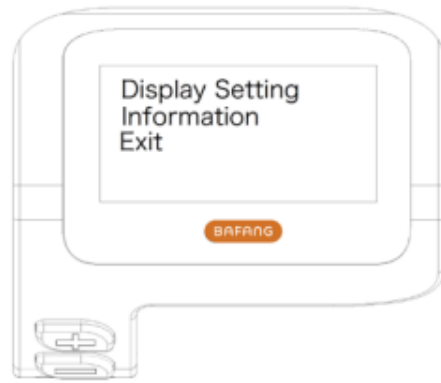 Display Setting
Information
Exit
BAFANG
+
−